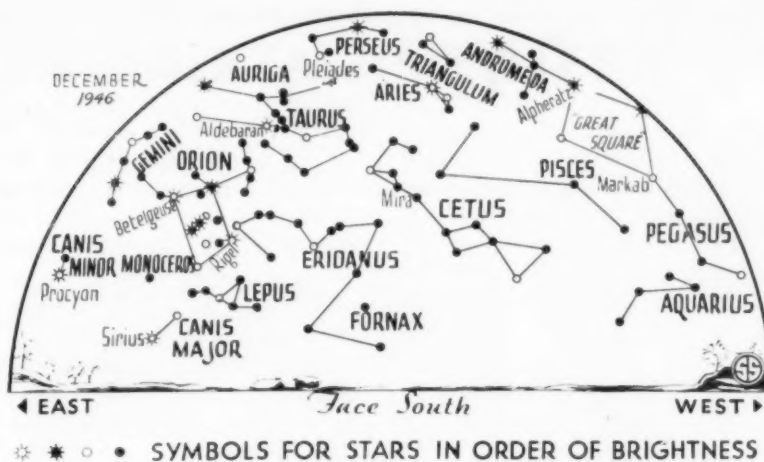 DECEMBER
1946
PERSEUS
Pleiades
AURIGA
TRIANGULUM
ANDROMEDA
ARIES
Alpheratz
GREAT
SQUARE
Aldebaran
TAURUS
GEMINI
ORION
PISCES
Markab
Mira
CETUS
Betelgeuse
PEGASUS
CANIS
MINOR
MONOCEROS
Rigel
ERIDANUS
Procyon
LEPUS
AQUARIUS
FORNAX
Sirius
CANIS
MAJOR
SS
EAST
Face South
WEST
SYMBOLS FOR STARS IN ORDER OF BRIGHTNESS